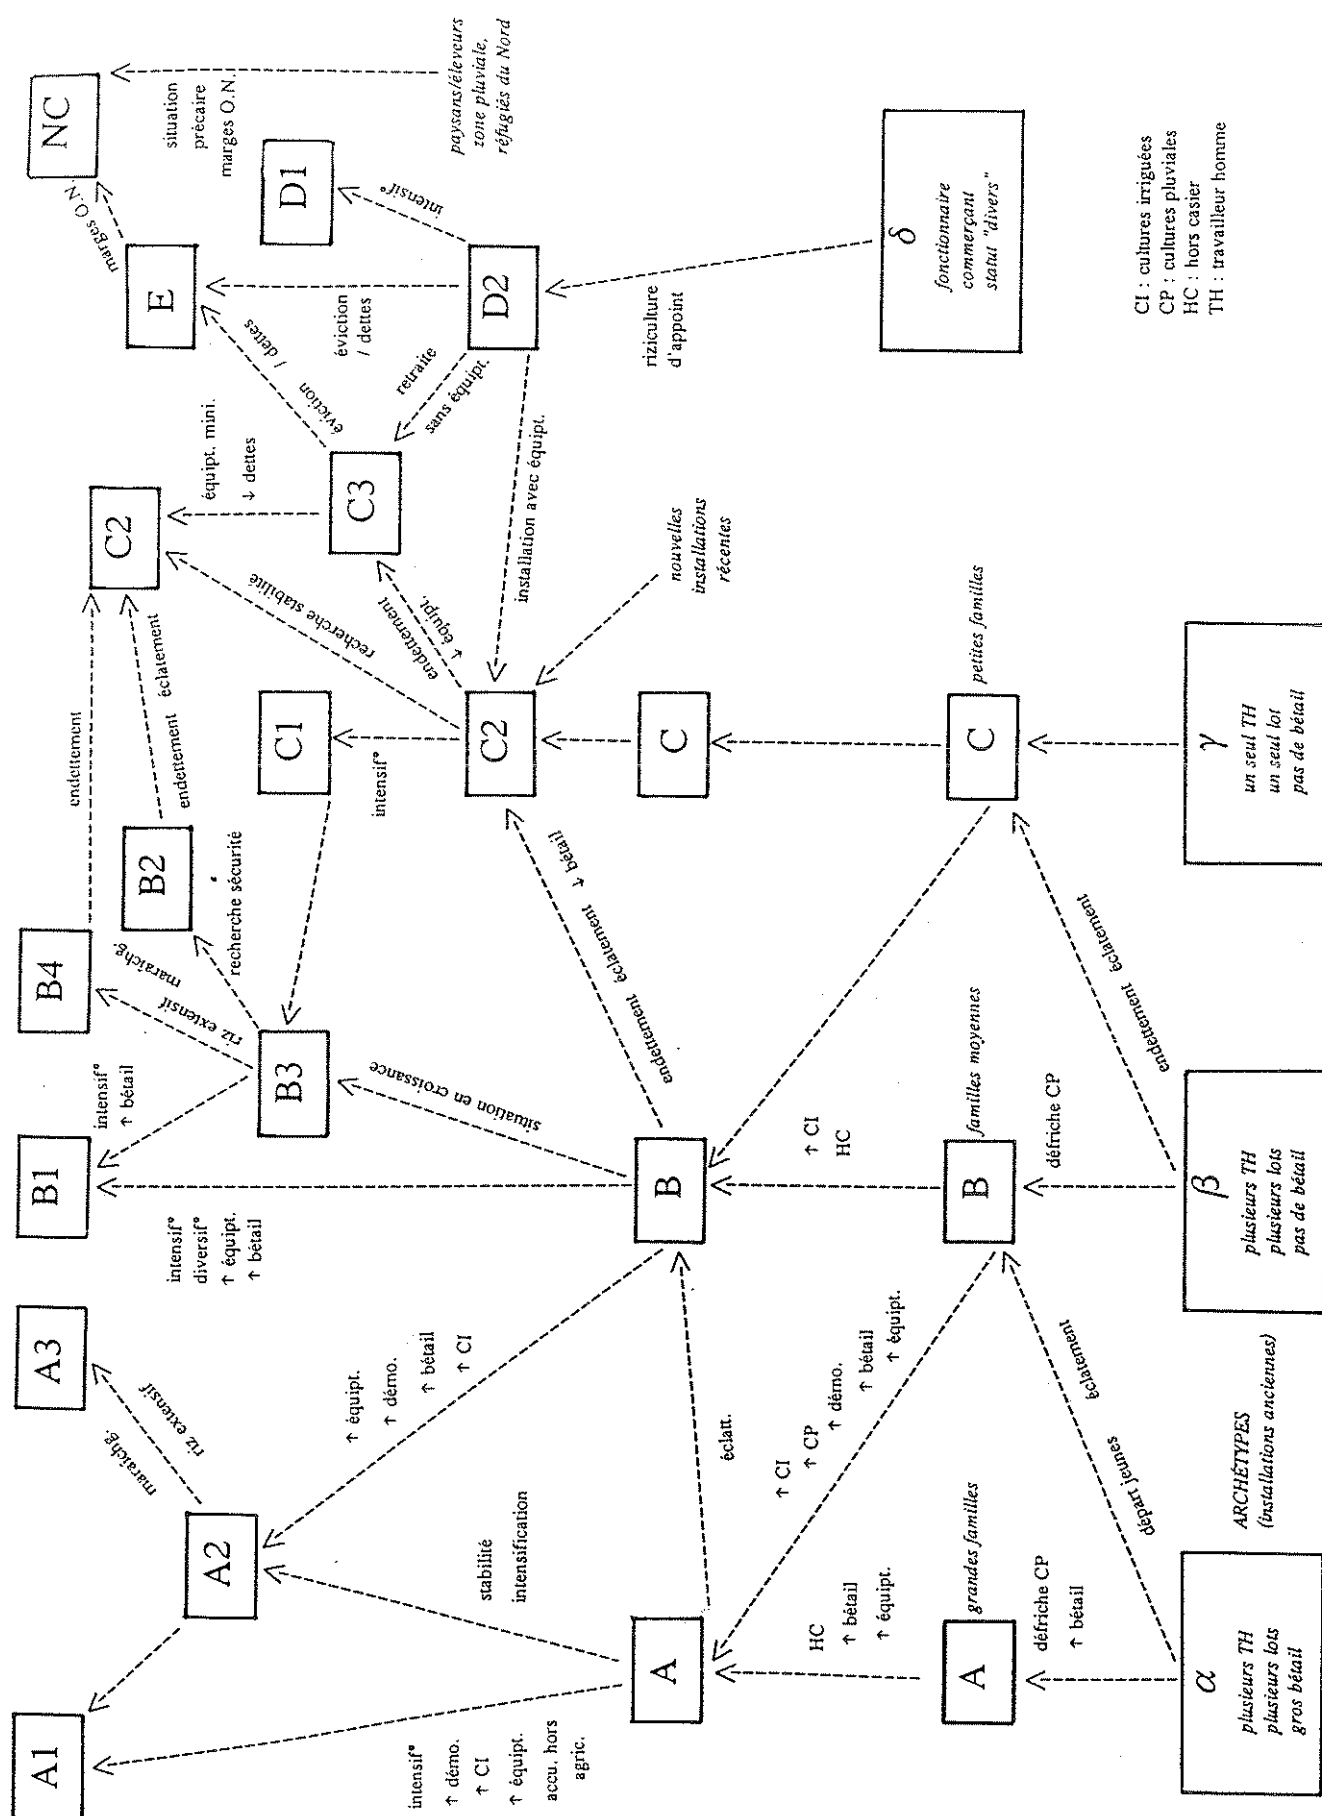 A1
A3
B1
B4
C2
NC
A2
B3
B2
C1
C3
E
D1
D2
maraîchg.
riz extensif
intensif°
diversif°
↑ équipt.
↑ bétail
intensif°
↑ bétail
riz extensif
maraîchg.
recherche sécurité
endettement
endettement éclatement
équipt. mini.
↓ dettes
marges O.N.
situation
précaire
marges O.N.
paysans/éleveurs
zone pluviale,
réfugiés du Nord
intensif°
éviction
/ dettes
éviction / dettes
retraite
sans équipt.
recherche stabilité
endettement
↓ équipt.
installation avec équipt.
intensif°
C2
situation en croissance
endettement éclatement ↓ bétail
nouvelles
installations
récentes
riziculture
d'appoint
↑ équipt.
↑ démo.
↑ bétail
↑ CI
stabilité
intensification
intensif°
↑ démo.
↑ CI
↑ équipt.
accu. hors
agric.
A
B
C
éclatt.
HC
↑ bétail
↑ équipt.
↑ CI
↑ CP
↑ démo.
↑ bétail
↑ équipt.
↑ CI
HC
A
grandes familles
B
familles moyennes
C
petites familles
défriche CP
↑ bétail
départ jeunes éclatement
défriche CP
endettement éclatement
α
plusieurs TH
plusieurs lots
gros bétail
ARCHÉTYPES
(installations anciennes)
β
plusieurs TH
plusieurs lots
pas de bétail
γ
un seul TH
un seul lot
pas de bétail
δ
fonctionnaire
commerçant
statut "divers"
CI : cultures irriguées
CP : cultures pluviales
HC : hors casier
TH : travailleur homme